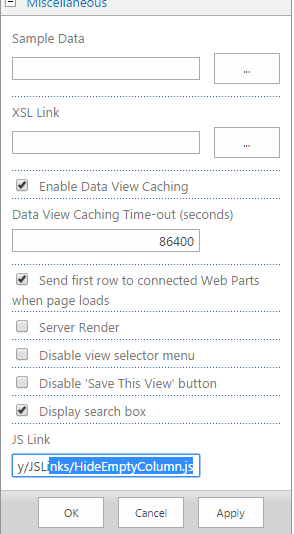 Miscellaneous
Sample Data
...
XSL Link
...
Enable Data View Caching
Data View Caching Time-out (seconds)
86400
Send first row to connected Web Parts
when page loads
Server Render
Disable view selector menu
Disable 'Save This View' button
Display search box
JS Link
y/JSLinks/HideEmptyColumn.js
OK
Cancel
Apply